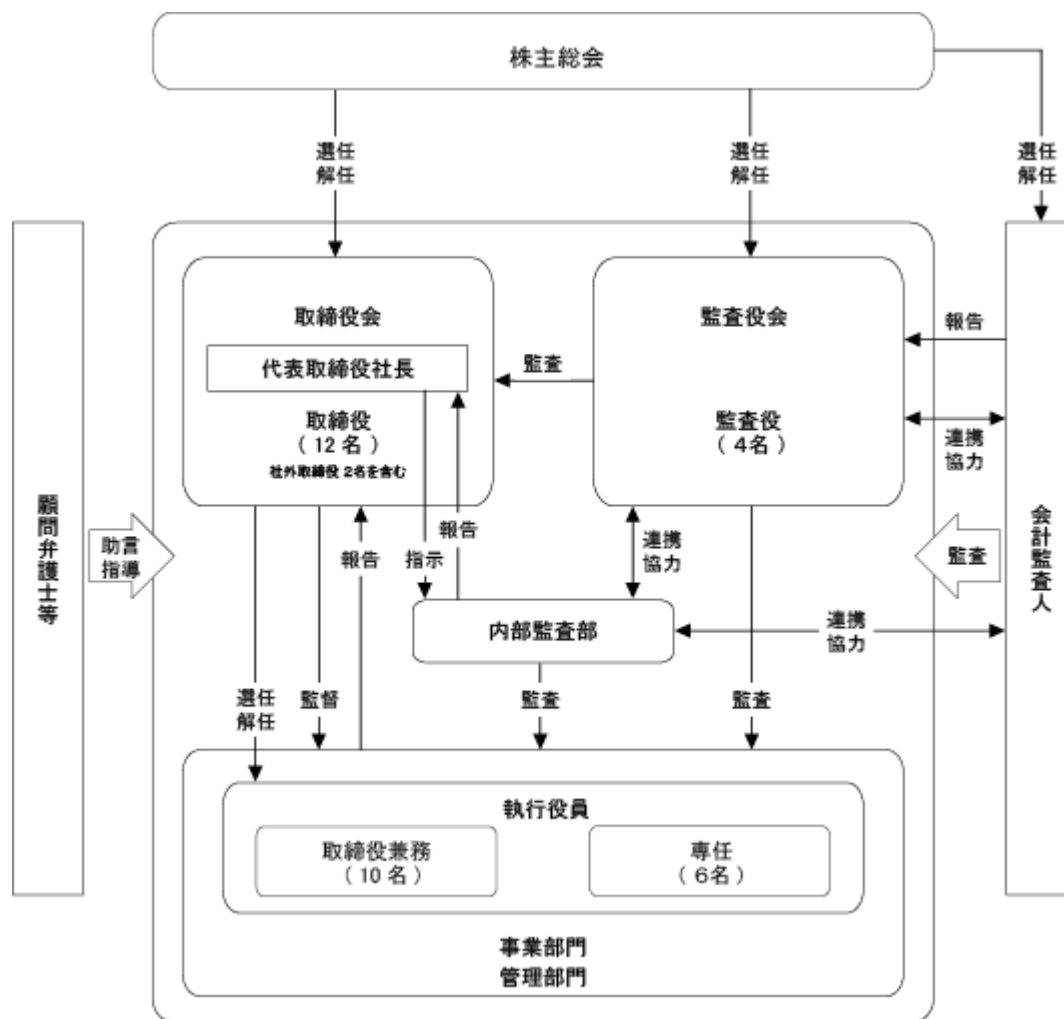 株主総会
選任
解任
選任
解任
選任
解任
取締役会
代表取締役社長
取締役
（ 12 名 ）
社外取締役 2名を含む
監査
監査役会
監査役
（ 4名 ）
報告
連携
協力
顧問弁護士等
助言
指導
報告
指示
報告
連携
協力
監査
会計監査人
内部監査部
連携
協力
選任
解任
監督
監査
監査
執行役員
取締役兼務
（ 10 名 ）
専任
（ 6名 ）
事業部門
管理部門